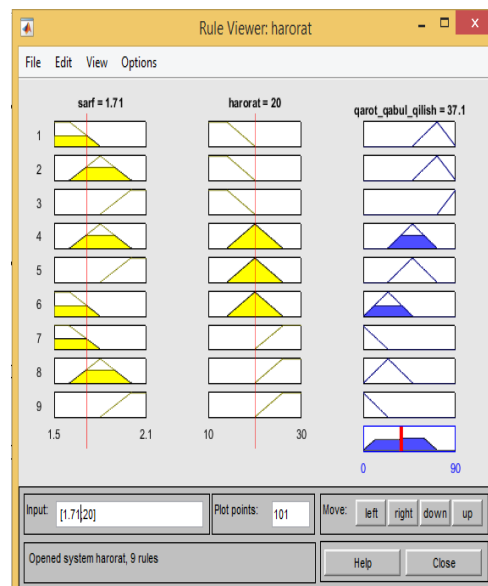 Rule Viewer: harorat
File Edit View Options
sarf = 1.71 harorat = 20 qarot_qabul_qilish = 37.1
1
2
3
4
5
6
7
8
9
1.5 2.1 10 30
0 90
Input: [1.71;20] Plot points: 101 Move: left right down up
Opened system harorat, 9 rules Help Close